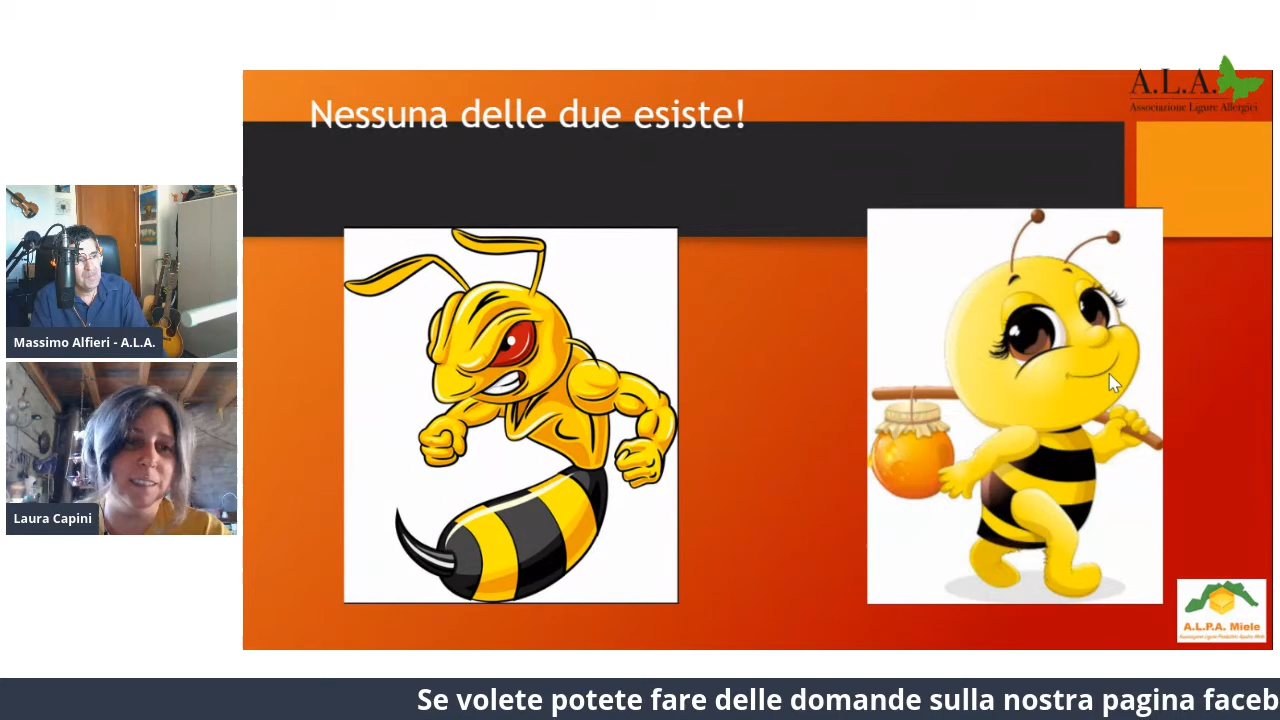 Nessuna delle due esiste!
A.L.A.
Associazione Ligure Allergici
Massimo Alfieri - A.L.A.
Laura Capini
A.L.P.A. Miele
Se volete potete fare delle domande sulla nostra pagina faceb